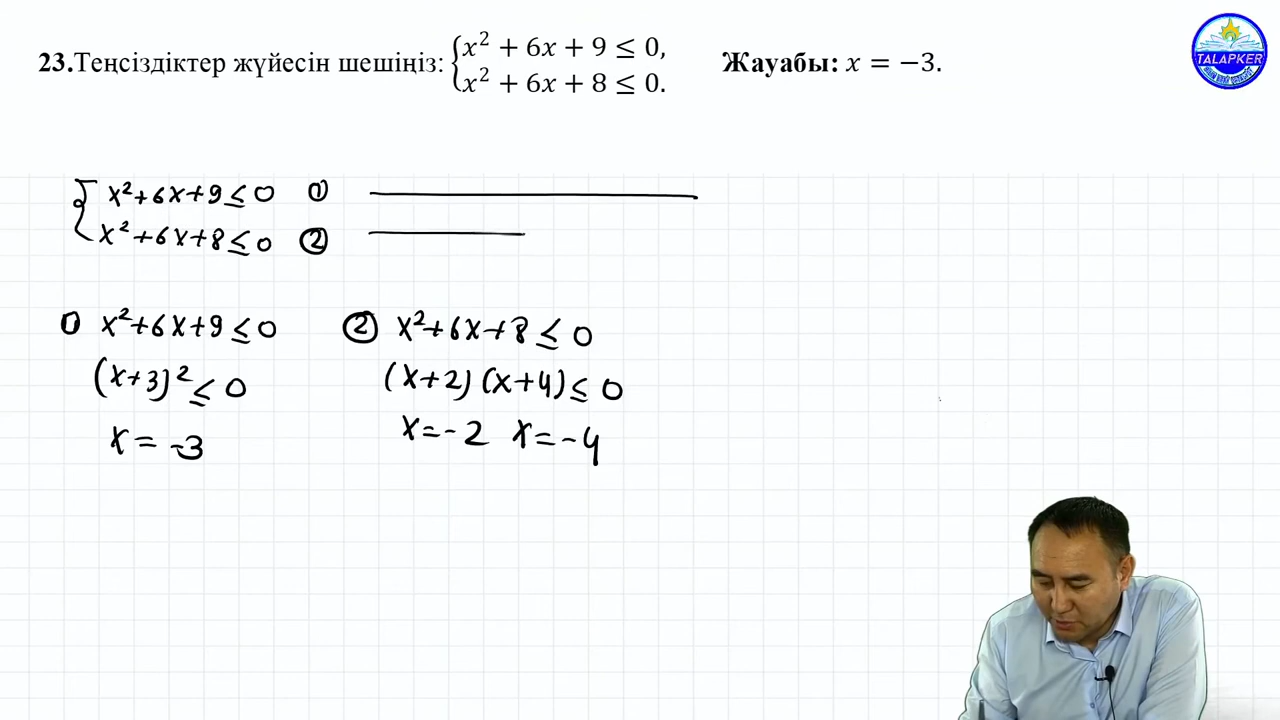 23.Теңсіздіктер жүйесін шешіңіз: {x² + 6x + 9 ≤ 0,
x² + 6x + 8 ≤ 0.
Жауабы: x = −3.
TALAPKER
{x²+6x+9≤0 ①
x²+6x+8≤0 ②
① x²+6x+9≤0
(x+3)²≤0
x=-3
② x²+6x+8≤0
(x+2)(x+4)≤0
x=-2 x=-4